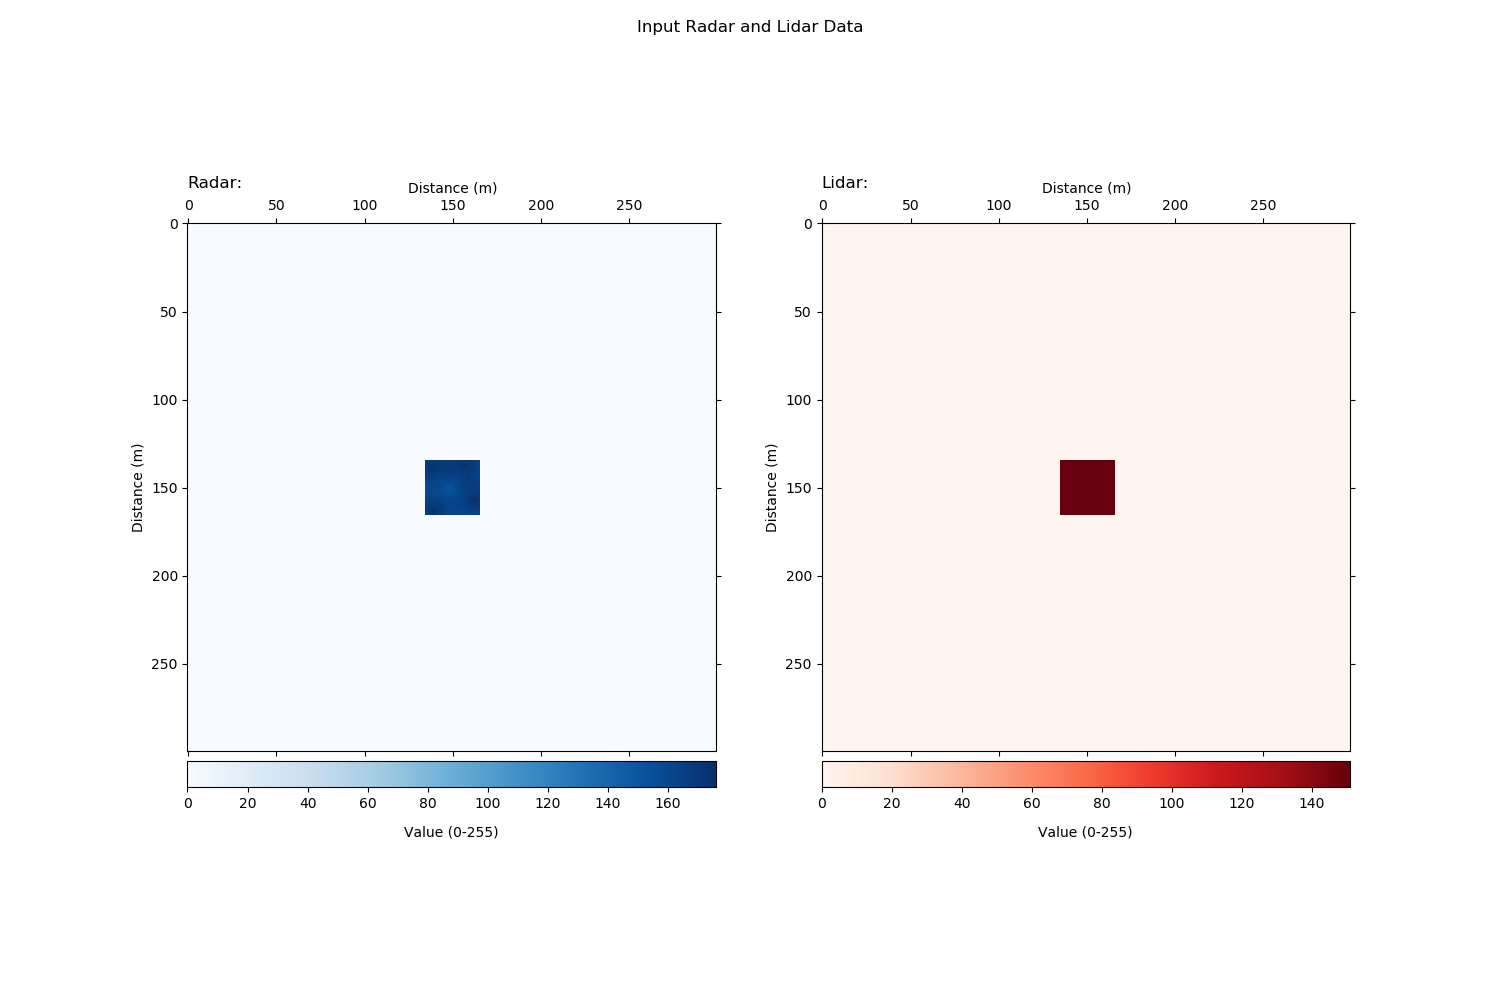 Input Radar and Lidar Data
Radar:
Distance (m)
0 50 100 150 200 250
0
50
100
150
200
250
Distance (m)
0 20 40 60 80 100 120 140 160
Value (0-255)
Lidar:
Distance (m)
0 50 100 150 200 250
0
50
100
150
200
250
Distance (m)
0 20 40 60 80 100 120 140
Value (0-255)